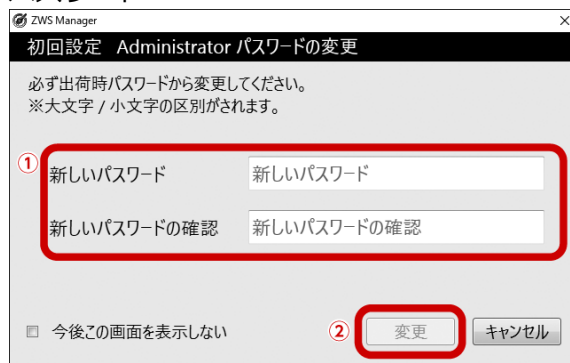 ZWS Manager
初回設定 Administrator パスワードの変更
必ず出荷時パスワードから変更してください。
※大文字 / 小文字の区別がされます。
①
新しいパスワード 新しいパスワード
新しいパスワードの確認 新しいパスワードの確認
今後この画面を表示しない ② 変更 キャンセル